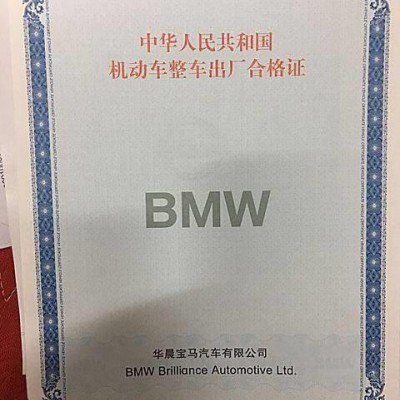 中华人民共和国
机动车整车出厂合格证
BMW
华晨宝马汽车有限公司
BMW Brilliance Automotive Ltd.
BMW